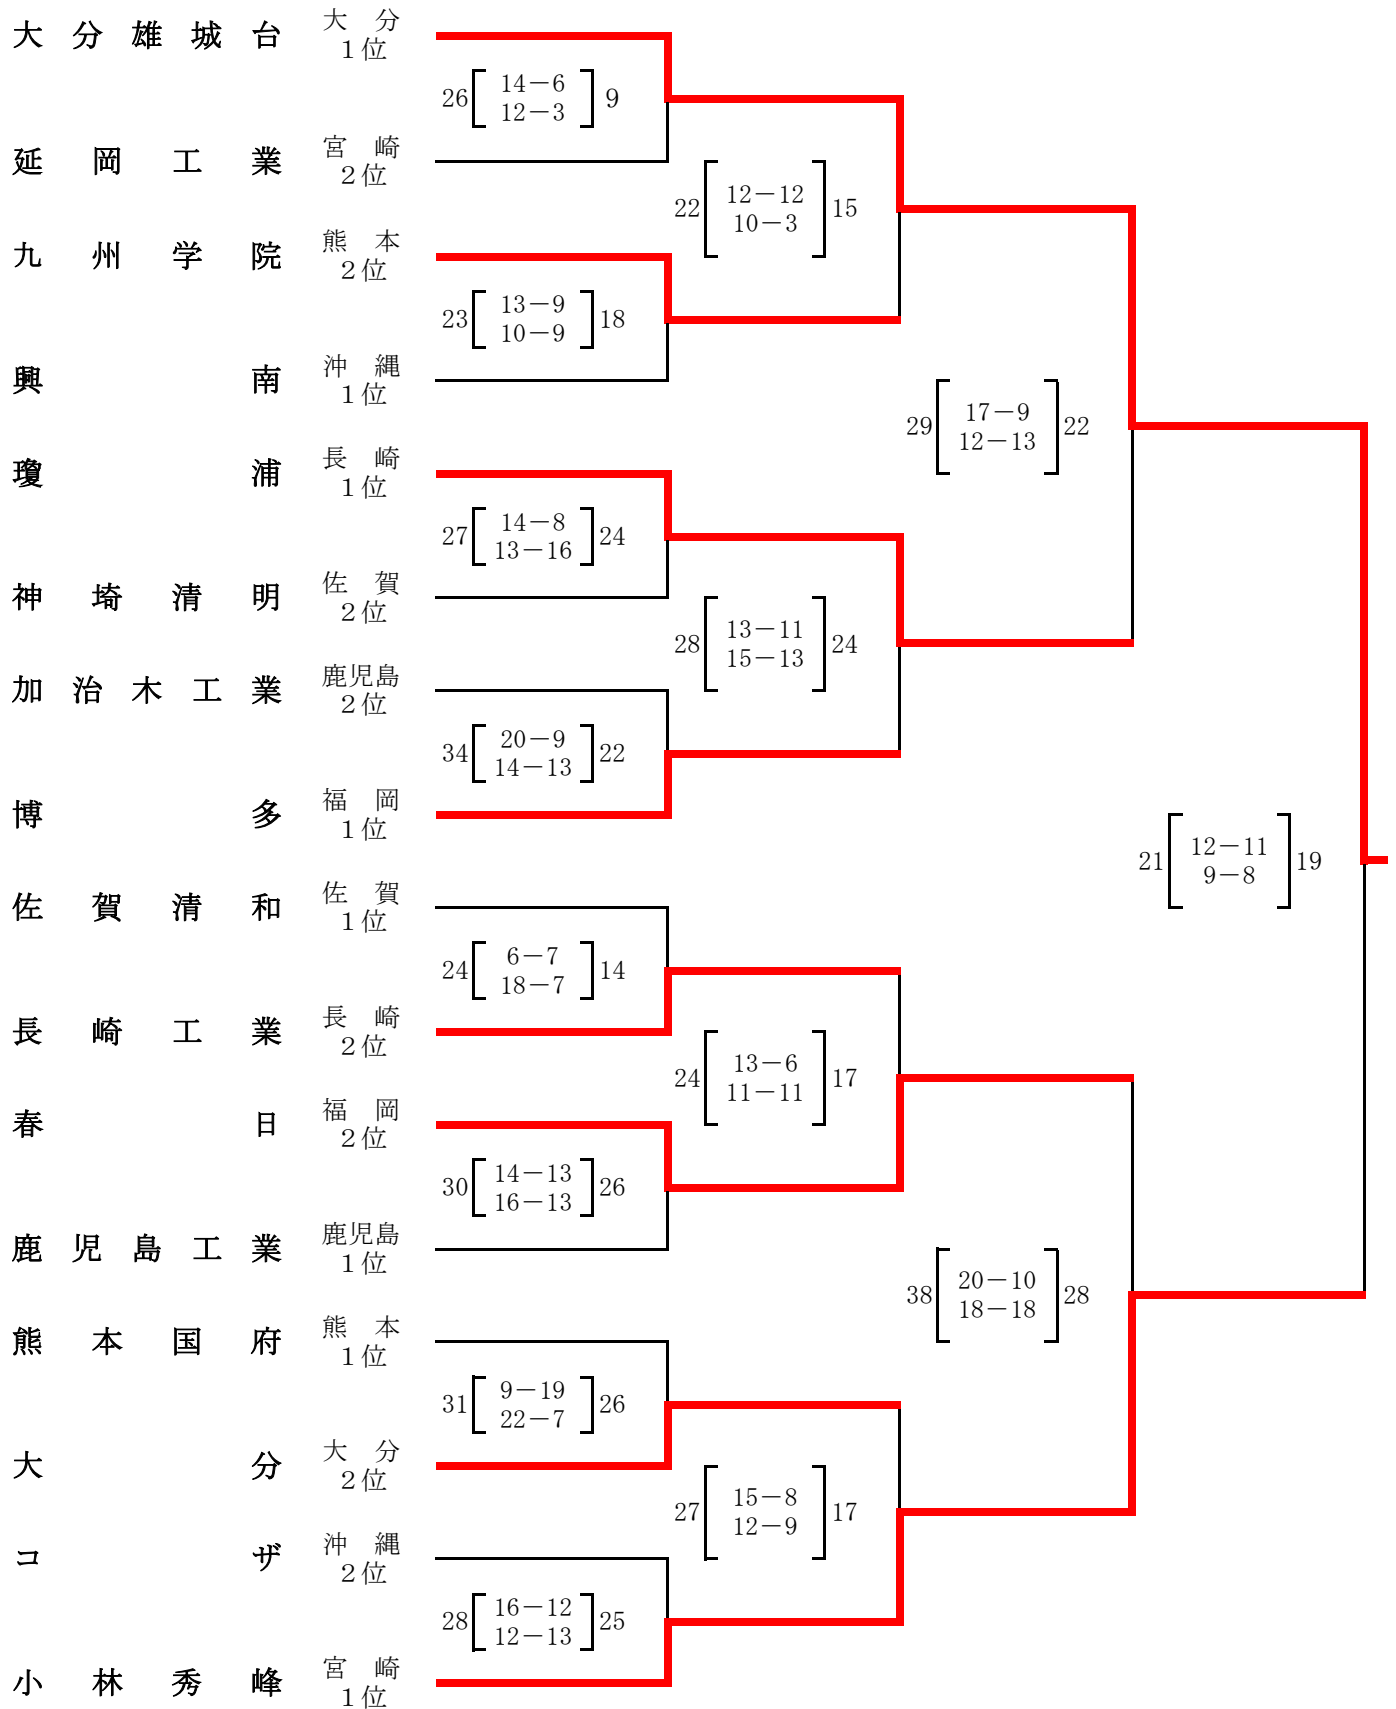 大分雄城台 大分
1位
26 14－6 9
12－3
延岡工業 宮崎
2位
22 12－12 15
10－3
九州学院 熊本
2位
23 13－9 18
10－9
興南 沖縄
1位
29 17－9 22
12－13
瓊浦 長崎
1位
27 14－8 24
13－16
神埼清明 佐賀
2位
28 13－11 24
15－13
加治木工業 鹿児島
2位
34 20－9 22
14－13
博多 福岡
1位
21 12－11 19
9－8
佐賀清和 佐賀
1位
24 6－7 14
18－7
長崎工業 長崎
2位
24 13－6 17
11－11
春日 福岡
2位
30 14－13 26
16－13
鹿児島工業 鹿児島
1位
38 20－10 28
18－18
熊本国府 熊本
1位
31 9－19 26
22－7
大分 大分
2位
27 15－8 17
12－9
コザ 沖縄
2位
28 16－12 25
12－13
小林秀峰 宮崎
1位